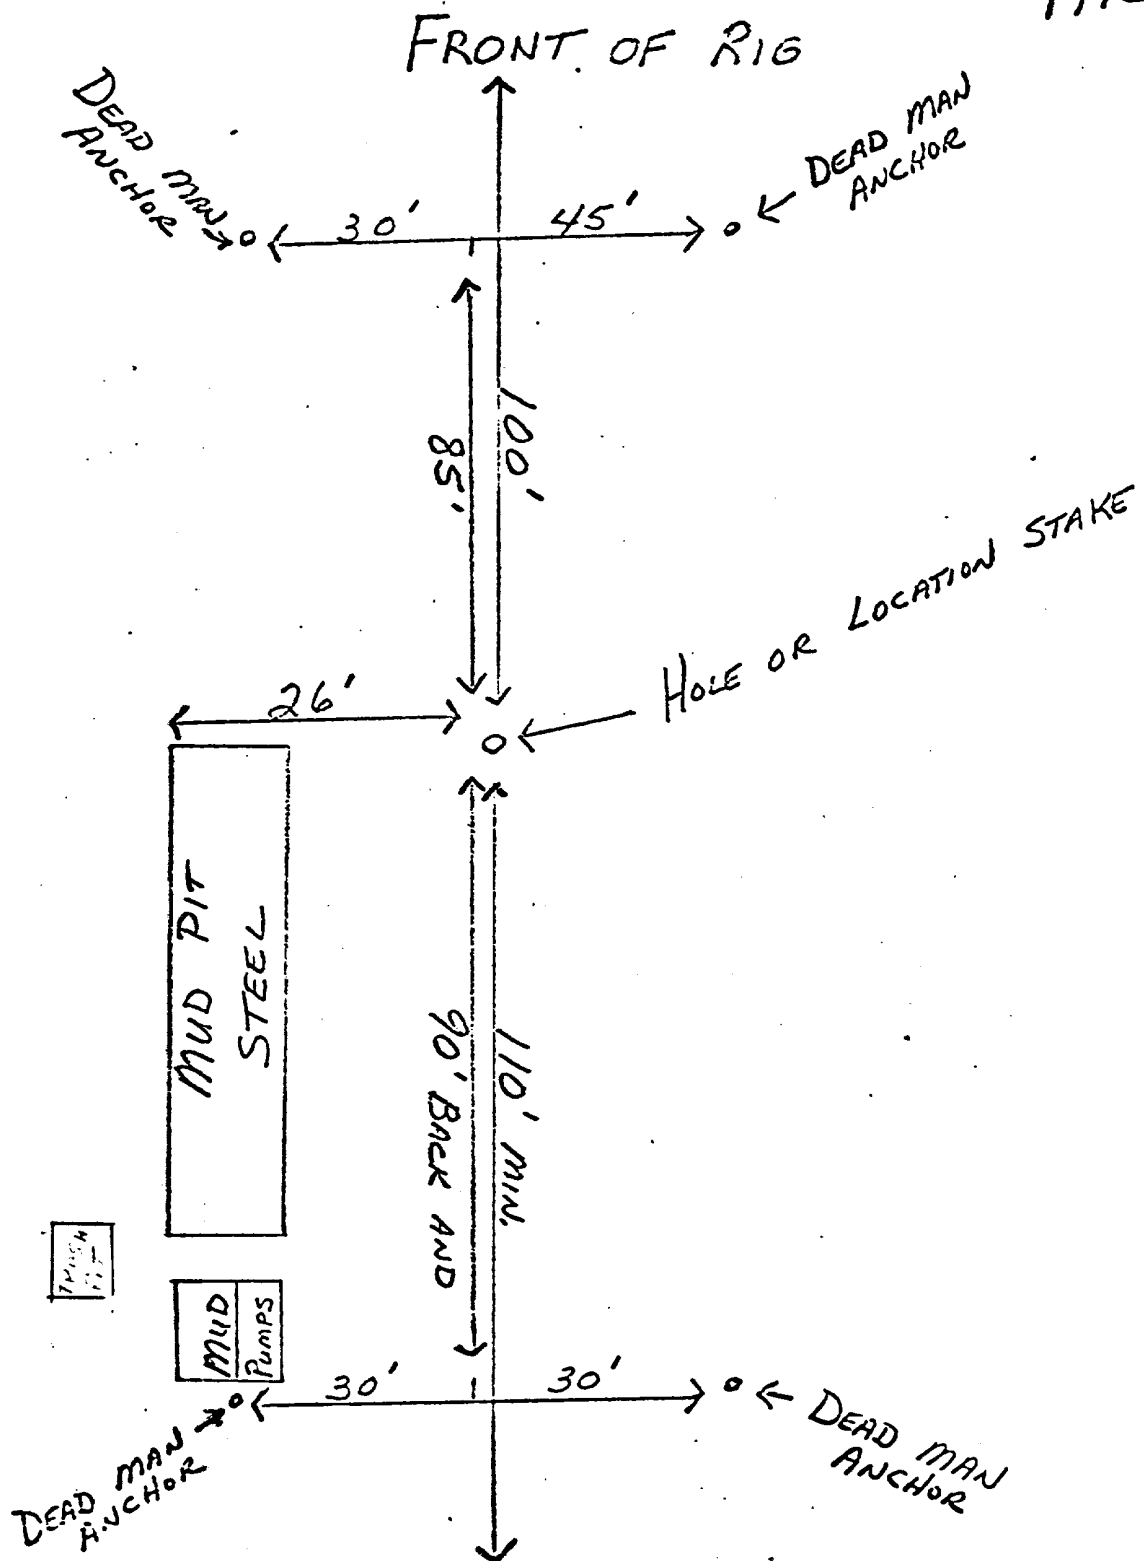 FRONT OF RIG
DEAD MAN
ANCHOR
DEAD MAN
ANCHOR
30'
45'
100'
85'
HOLE OR LOCATION STAKE
26'
MUD PIT
STEEL
110' MIN.
90' BACK AND
MUD
PUMPS
30'
30'
DEAD MAN
ANCHOR
DEAD MAN
ANCHOR